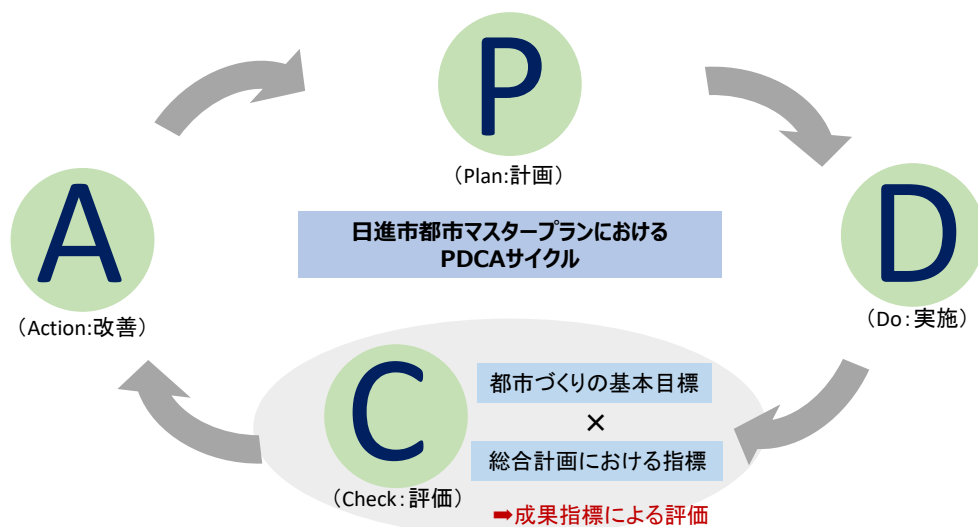 P
(Plan:計画)
A
(Action:改善)
日進市都市マスタープランにおける
PDCAサイクル
D
(Do:実施)
C
(Check:評価)
都市づくりの基本目標
×
総合計画における指標
➡成果指標による評価